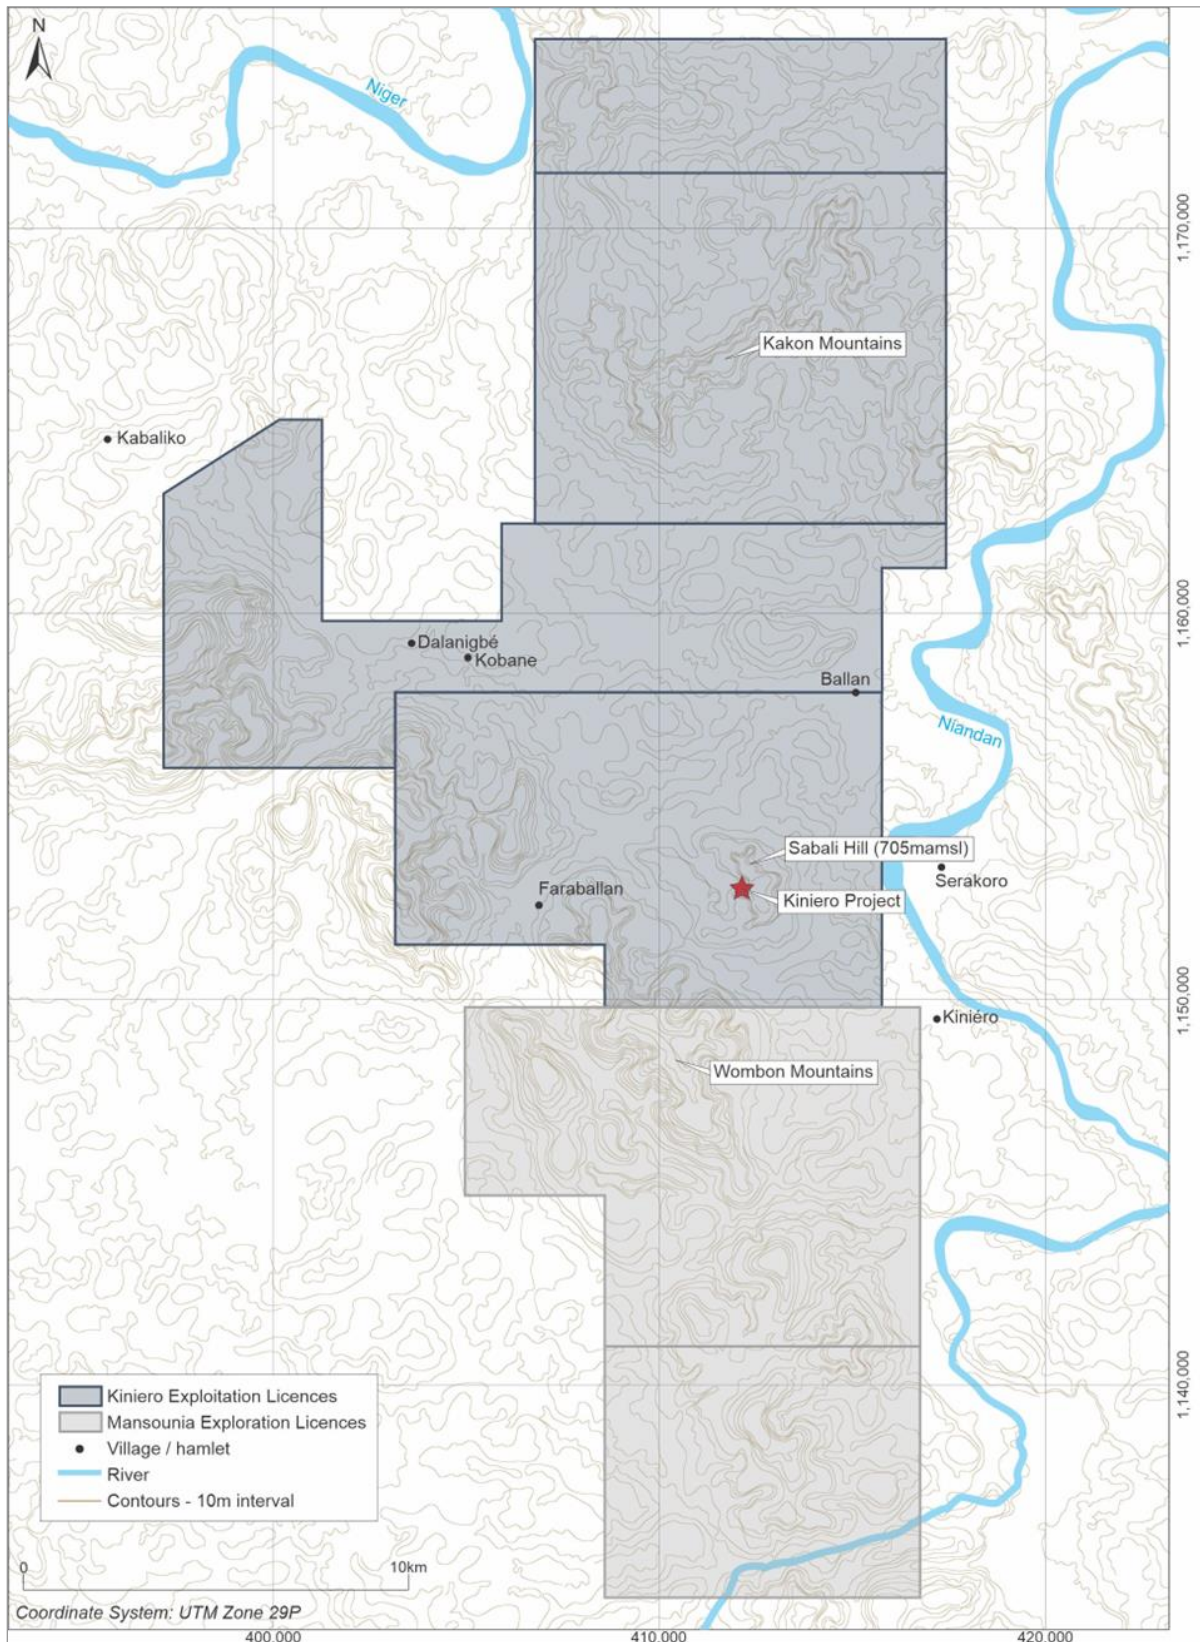 N
Niger
1,170,000
Kakon Mountains
Kabaliko
1,160,000
Dalanigbé
Kobane
Ballan
Niandan
Sabali Hill (705mamsl)
Serakoro
Faraballan
Kiniero Project
1,150,000
Kiniéro
Wombon Mountains
1,140,000
Kiniero Exploitation Licences
Mansounia Exploration Licences
Village / hamlet
River
Contours - 10m interval
0 10km
Coordinate System: UTM Zone 29P
400,000 410,000 420,000